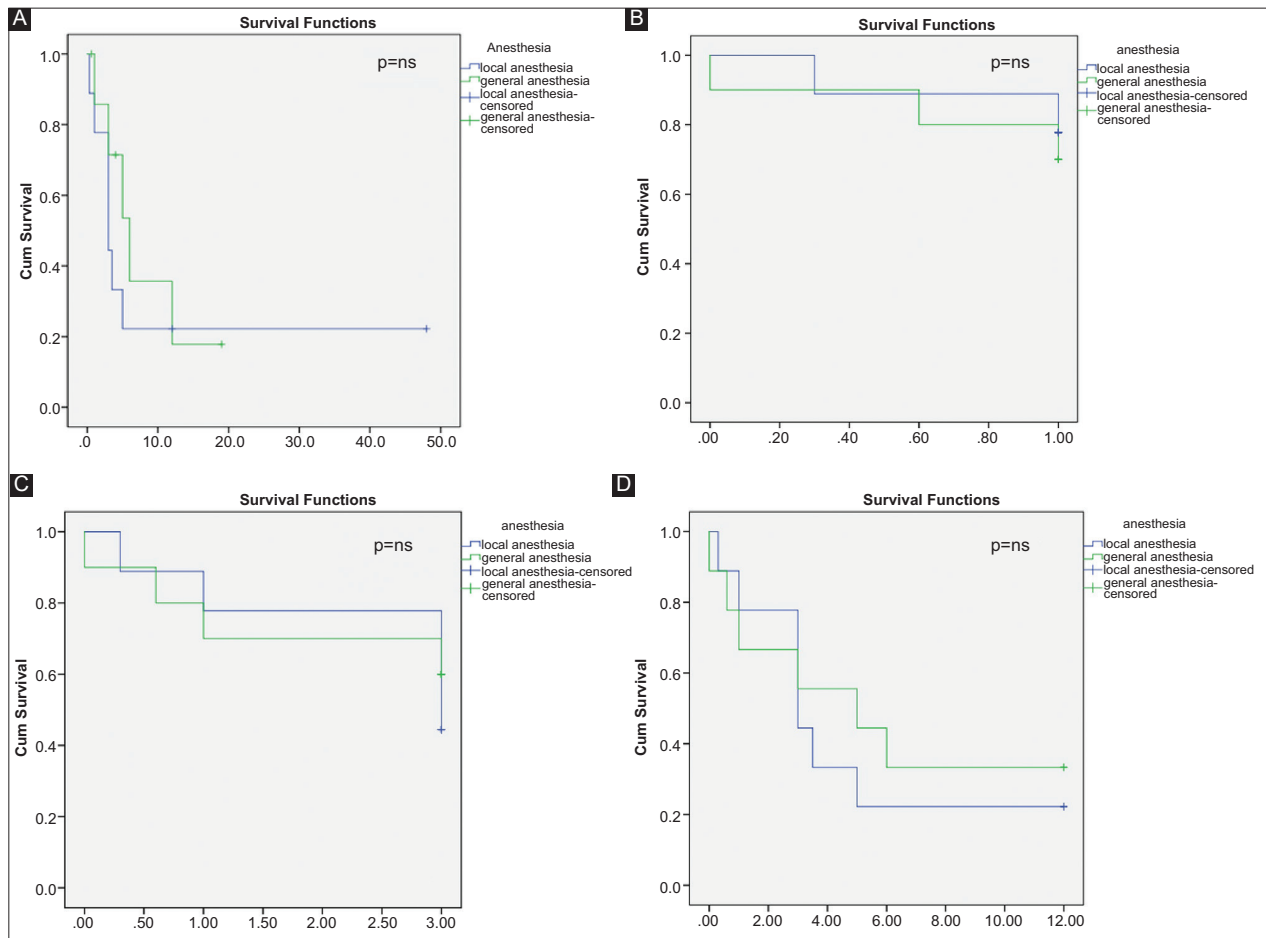 A
Survival Functions
p=ns
Anesthesia
local anesthesia
general anesthesia
local anesthesia-
censored
general anesthesia-
censored
Cum Survival
1.0
0.8
0.6
0.4
0.2
0.0
.0 10.0 20.0 30.0 40.0 50.0
B
Survival Functions
p=ns
anesthesia
local anesthesia
general anesthesia
local anesthesia-censored
general anesthesia-
censored
Cum Survival
1.0
0.8
0.6
0.4
0.2
0.0
.00 .20 .40 .60 .80 1.00
C
Survival Functions
p=ns
anesthesia
local anesthesia
general anesthesia
local anesthesia-censored
general anesthesia-
censored
Cum Survival
1.0
0.8
0.6
0.4
0.2
0.0
.00 .50 1.00 1.50 2.00 2.50 3.00
D
Survival Functions
p=ns
anesthesia
local anesthesia
general anesthesia
local anesthesia-censored
general anesthesia-
censored
Cum Survival
1.0
0.8
0.6
0.4
0.2
0.0
.00 2.00 4.00 6.00 8.00 10.00 12.00